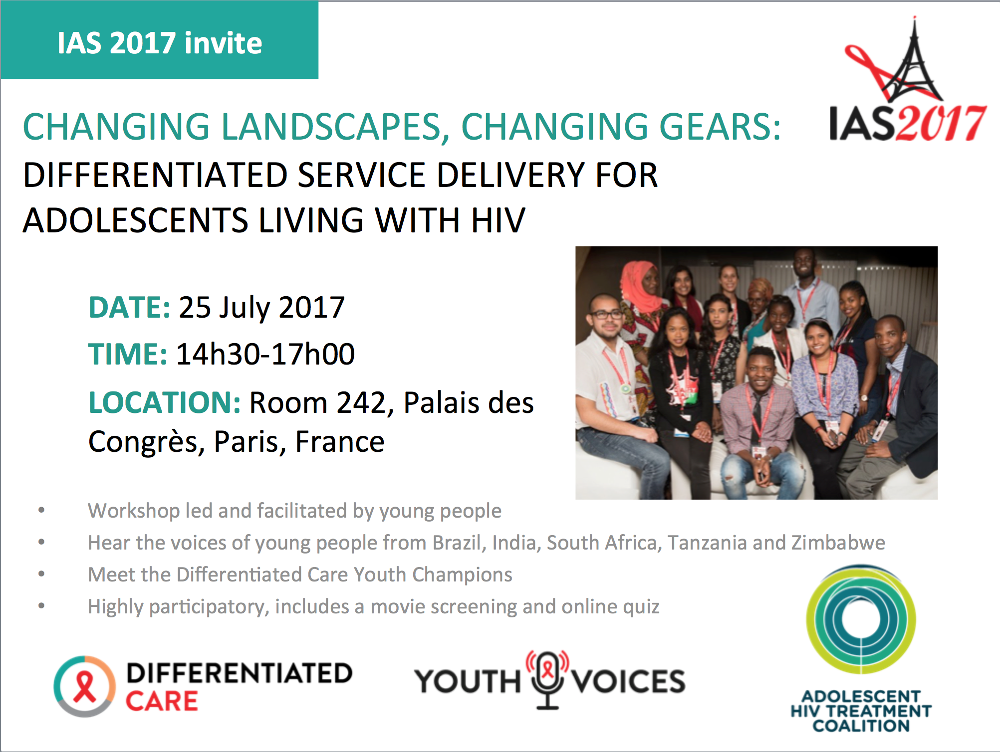 IAS 2017 invite
IAS2017
CHANGING LANDSCAPES, CHANGING GEARS:
DIFFERENTIATED SERVICE DELIVERY FOR
ADOLESCENTS LIVING WITH HIV
DATE: 25 July 2017
TIME: 14h30-17h00
LOCATION: Room 242, Palais des
Congrès, Paris, France
• Workshop led and facilitated by young people
• Hear the voices of young people from Brazil, India, South Africa, Tanzania and Zimbabwe
• Meet the Differentiated Care Youth Champions
• Highly participatory, includes a movie screening and online quiz
DIFFERENTIATED
CARE
YOUTH VOICES
ADOLESCENT
HIV TREATMENT
COALITION